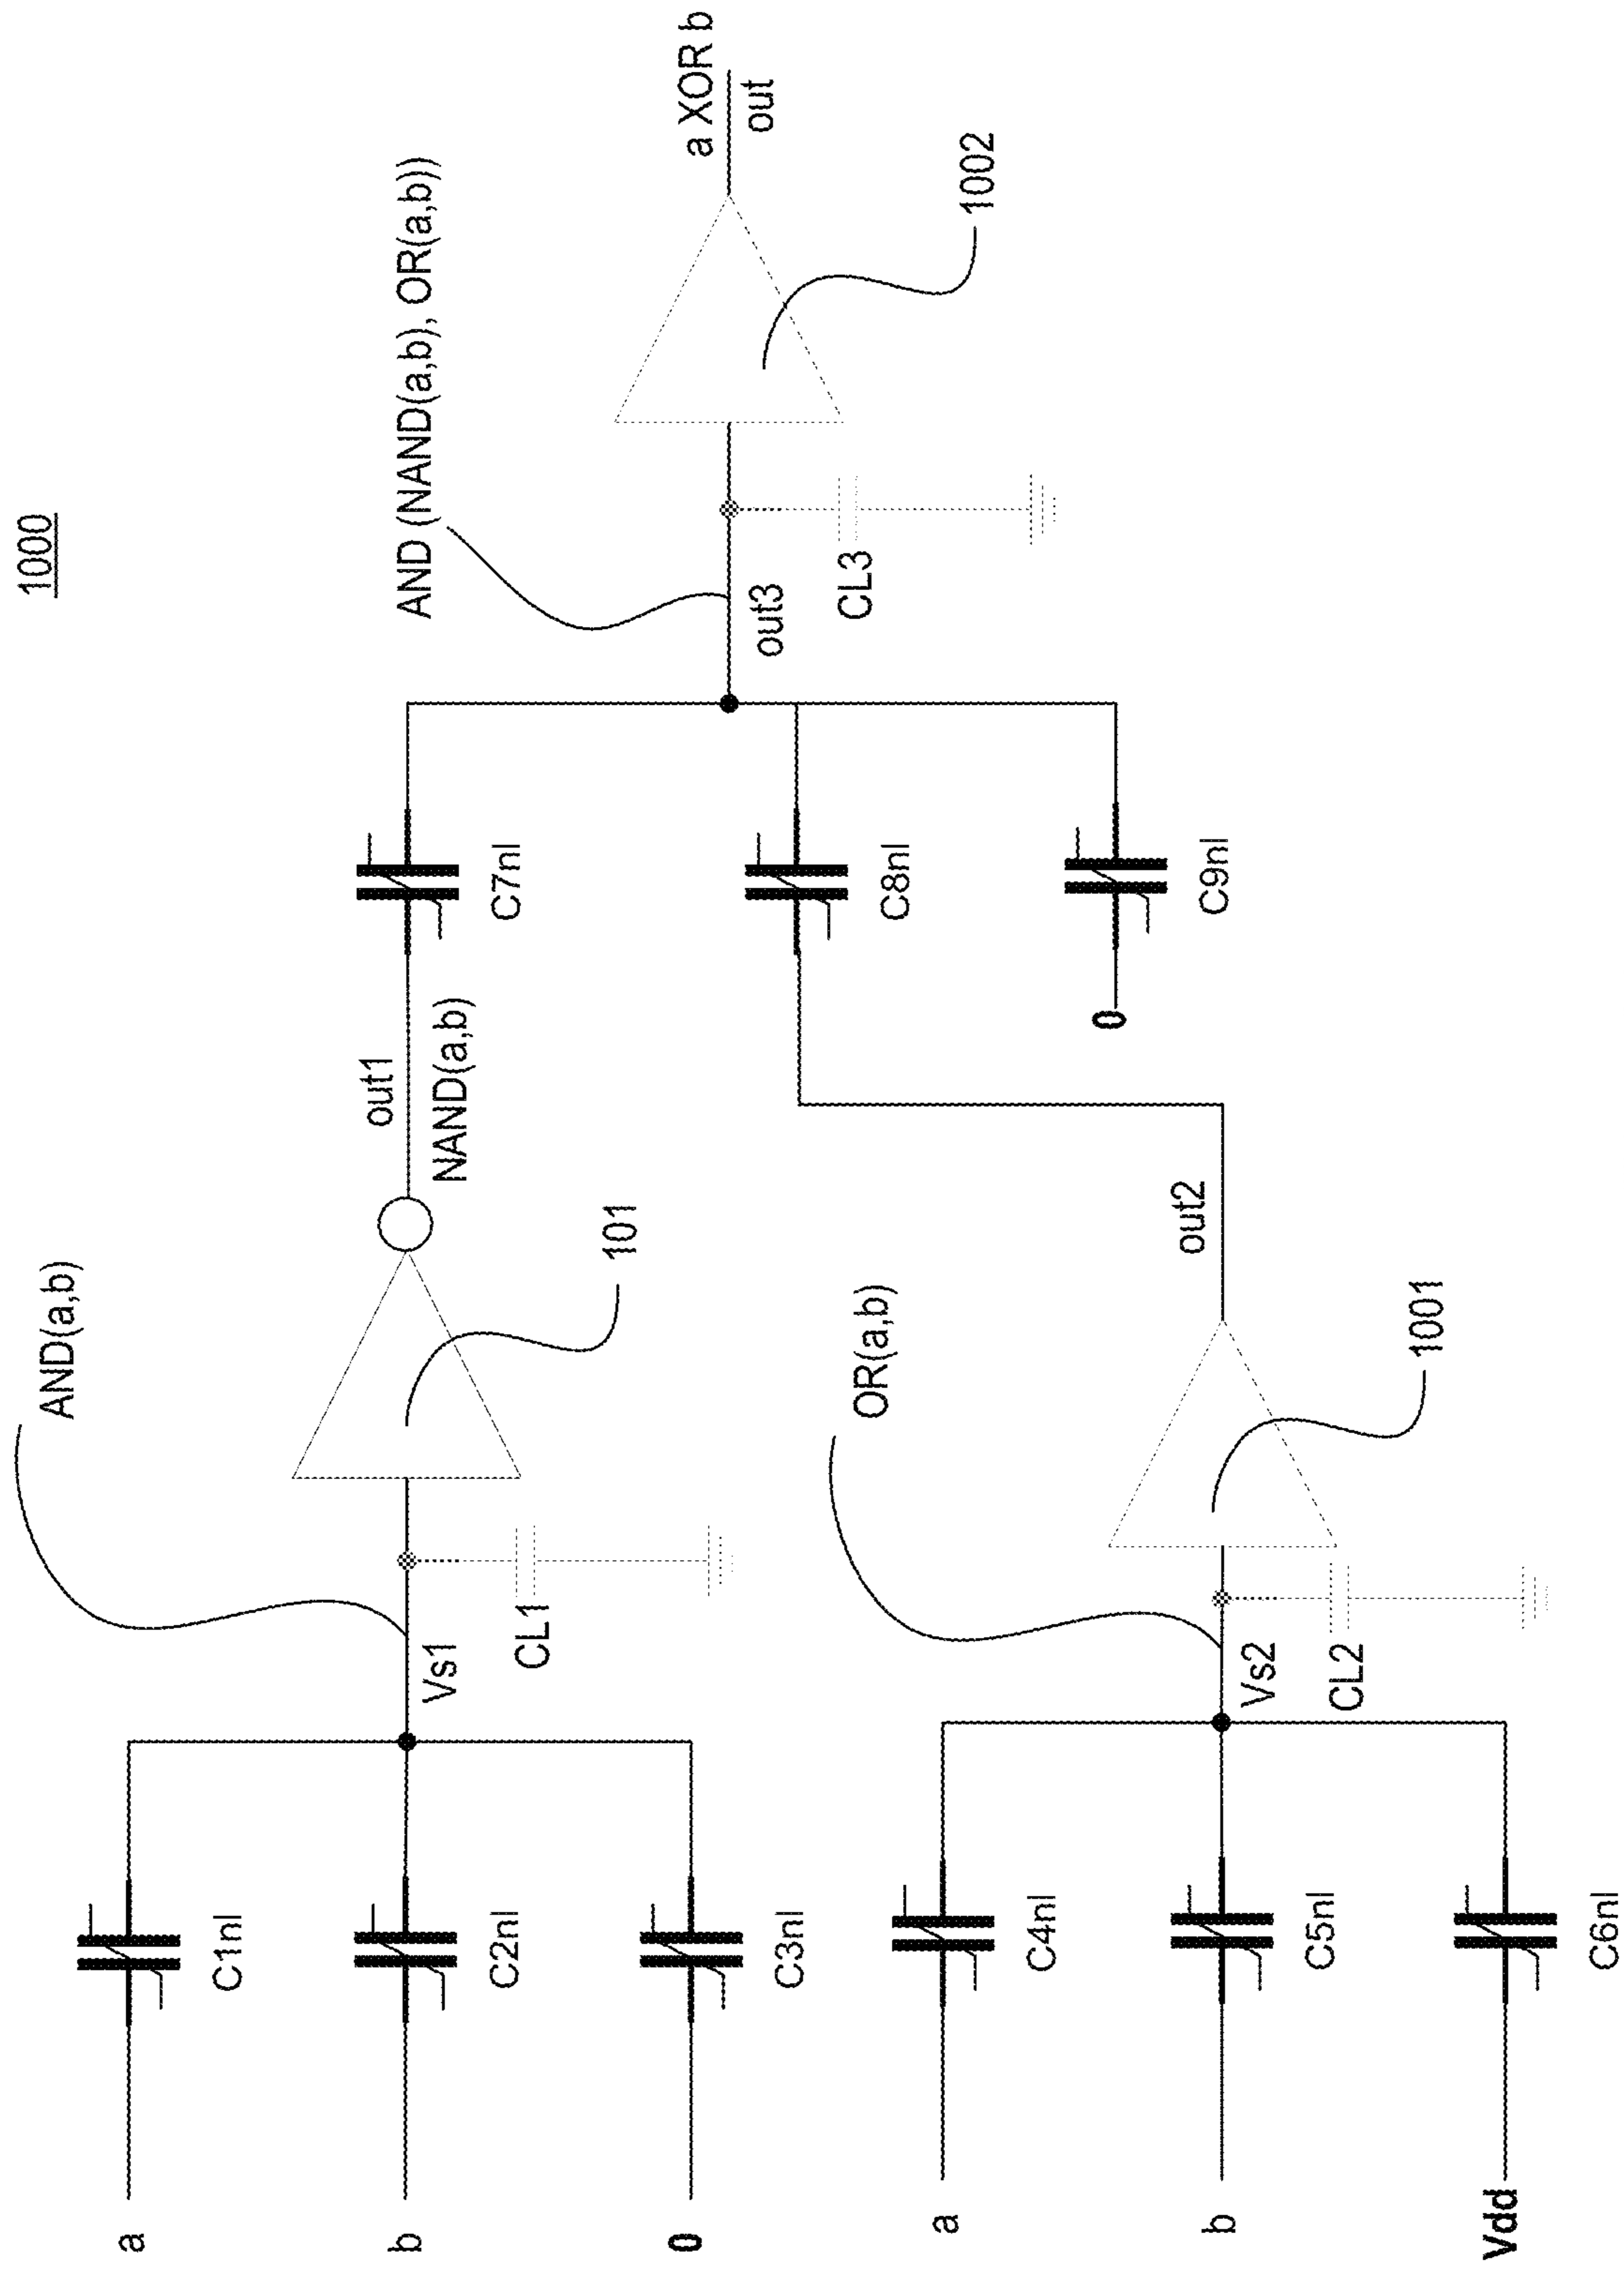 1000
a
C1nl
b
C2nl
0
C3nl
Vs1
CL1
AND(a,b)
101
out1
NAND(a,b)
C7nl
a
C4nl
b
C5nl
Vdd
C6nl
Vs2
CL2
OR(a,b)
1001
out2
C8nl
0
C9nl
out3
CL3
AND (NAND(a,b), OR(a,b))
1002
a XOR b
out